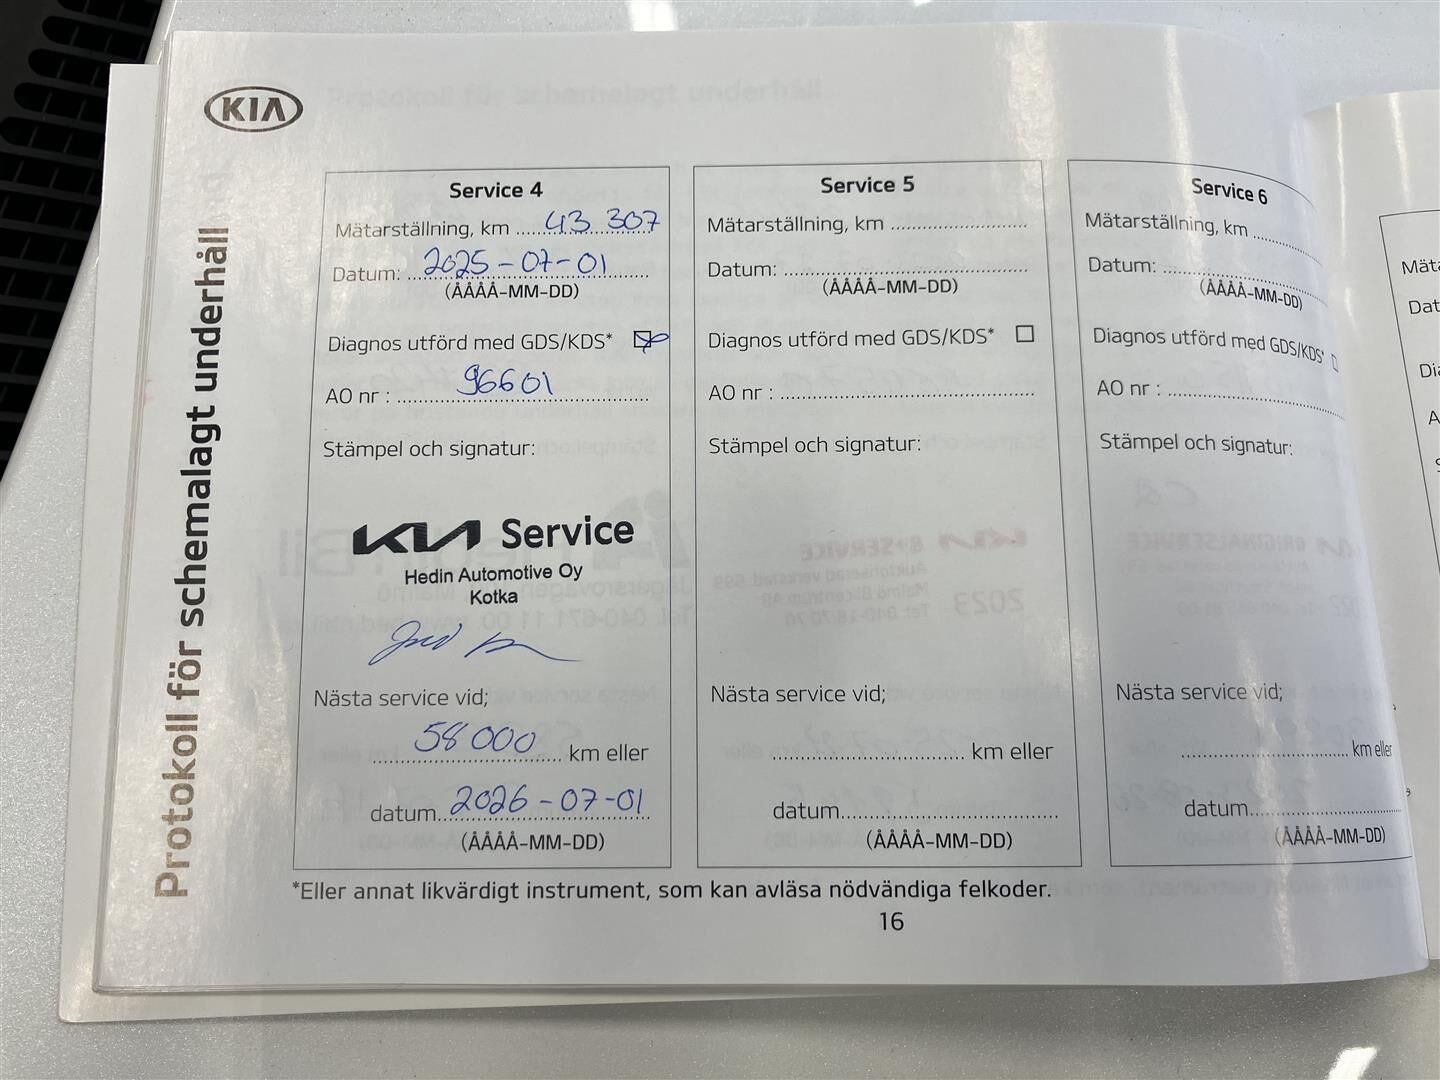 KIA
Protokoll för schemalagt underhåll
Service 4
Mätarställning, km 43 307
Datum: 2025-07-01
(ÅÅÅÅ-MM-DD)
Diagnos utförd med GDS/KDS*
AO nr : 96601
Stämpel och signatur:
KIA Service
Hedin Automotive Oy
Kotka
Nästa service vid;
58 000 km eller
datum 2026-07-01
(ÅÅÅÅ-MM-DD)
Service 5
Mätarställning, km
Datum:
(ÅÅÅÅ-MM-DD)
Diagnos utförd med GDS/KDS*
AO nr :
Stämpel och signatur:
Nästa service vid;
km eller
datum
(ÅÅÅÅ-MM-DD)
Service 6
Mätarställning, km
Datum:
(ÅÅÅÅ-MM-DD)
Diagnos utförd med GDS/KDS*
AO nr :
Stämpel och signatur:
Nästa service vid;
km eller
datum
(ÅÅÅÅ-MM-DD)
*Eller annat likvärdigt instrument, som kan avläsa nödvändiga felkoder.
16